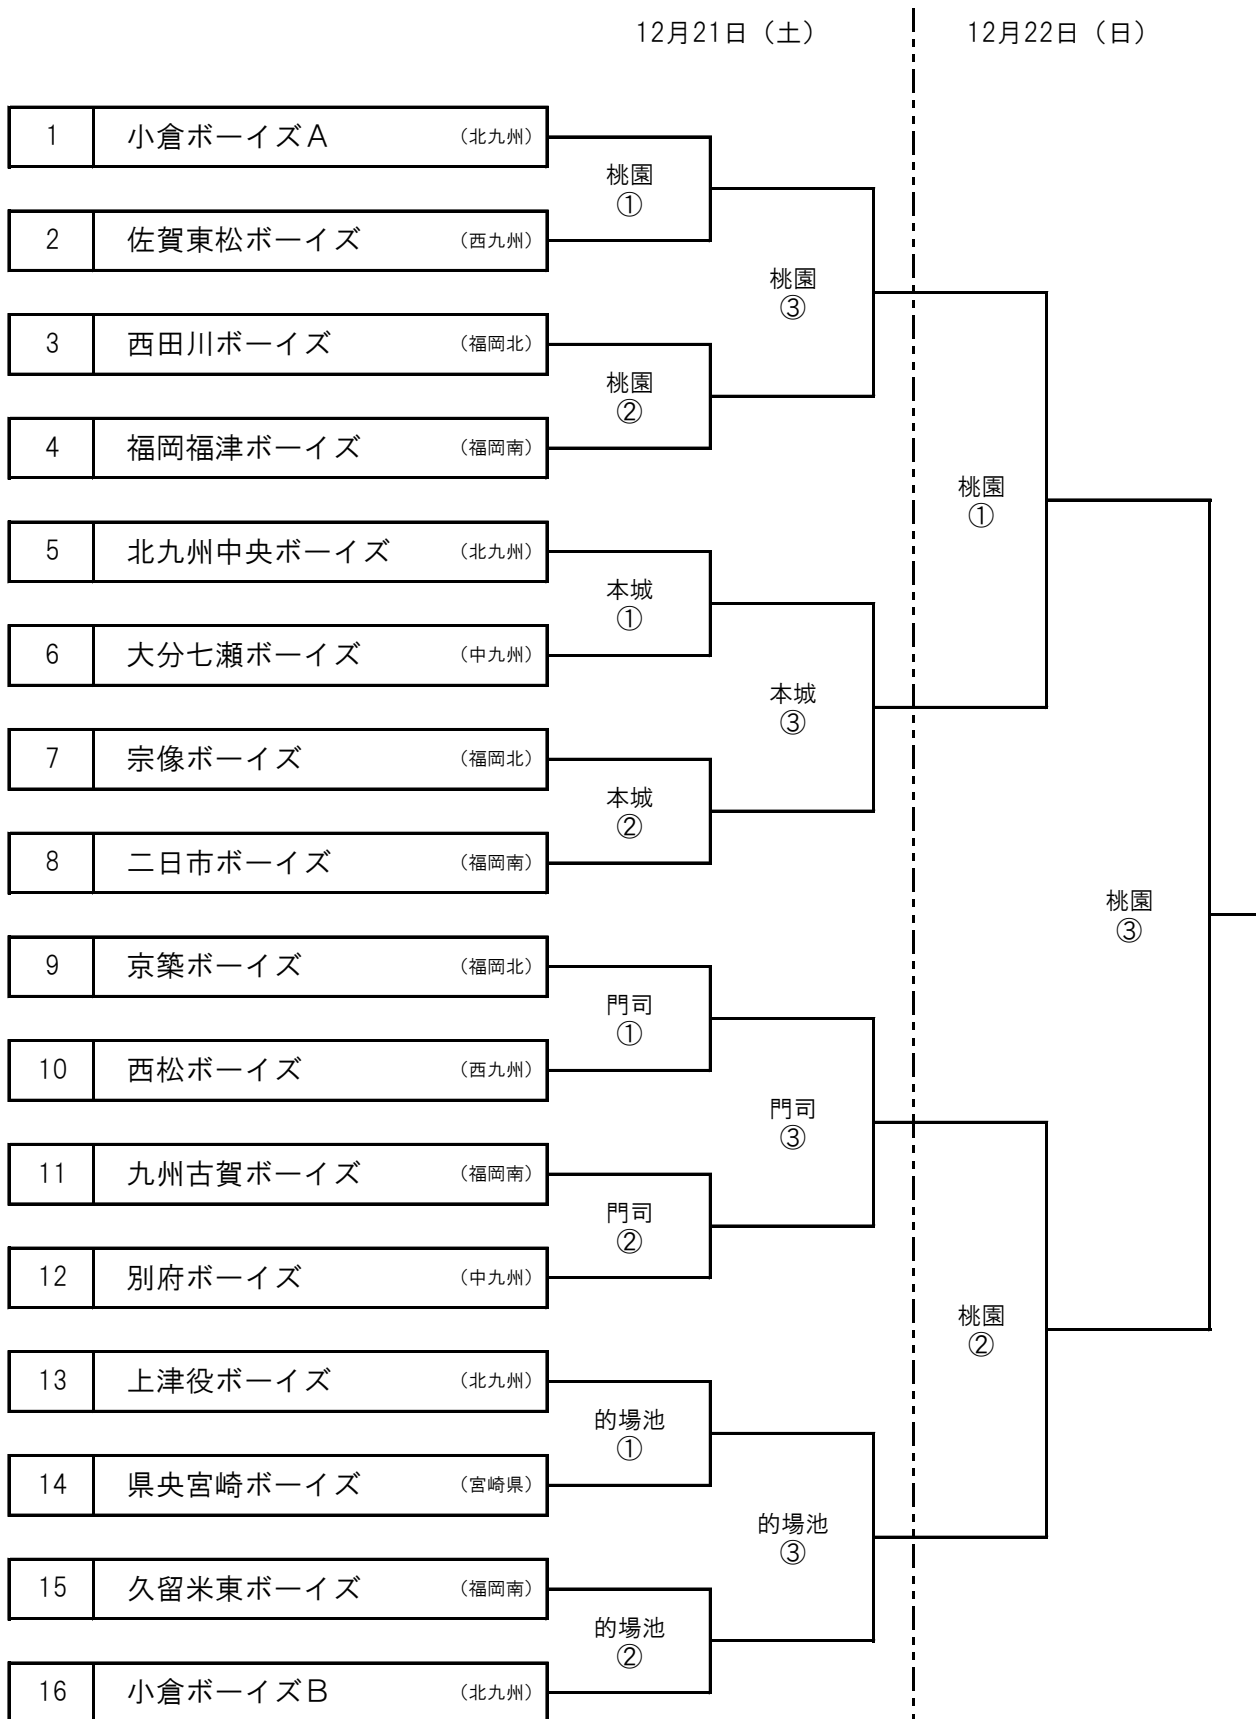 12月21日（土）
12月22日（日）
1 小倉ボーイズA （北九州）
桃園
①
2 佐賀東松ボーイズ （西九州）
桃園
③
3 西田川ボーイズ （福岡北）
桃園
②
4 福岡福津ボーイズ （福岡南）
桃園
①
5 北九州中央ボーイズ （北九州）
本城
①
6 大分七瀬ボーイズ （中九州）
本城
③
7 宗像ボーイズ （福岡北）
本城
②
8 二日市ボーイズ （福岡南）
桃園
③
9 京築ボーイズ （福岡北）
門司
①
10 西松ボーイズ （西九州）
門司
③
11 九州古賀ボーイズ （福岡南）
門司
②
12 別府ボーイズ （中九州）
桃園
②
13 上津役ボーイズ （北九州）
的場池
①
14 県央宮崎ボーイズ （宮崎県）
的場池
③
15 久留米東ボーイズ （福岡南）
的場池
②
16 小倉ボーイズB （北九州）